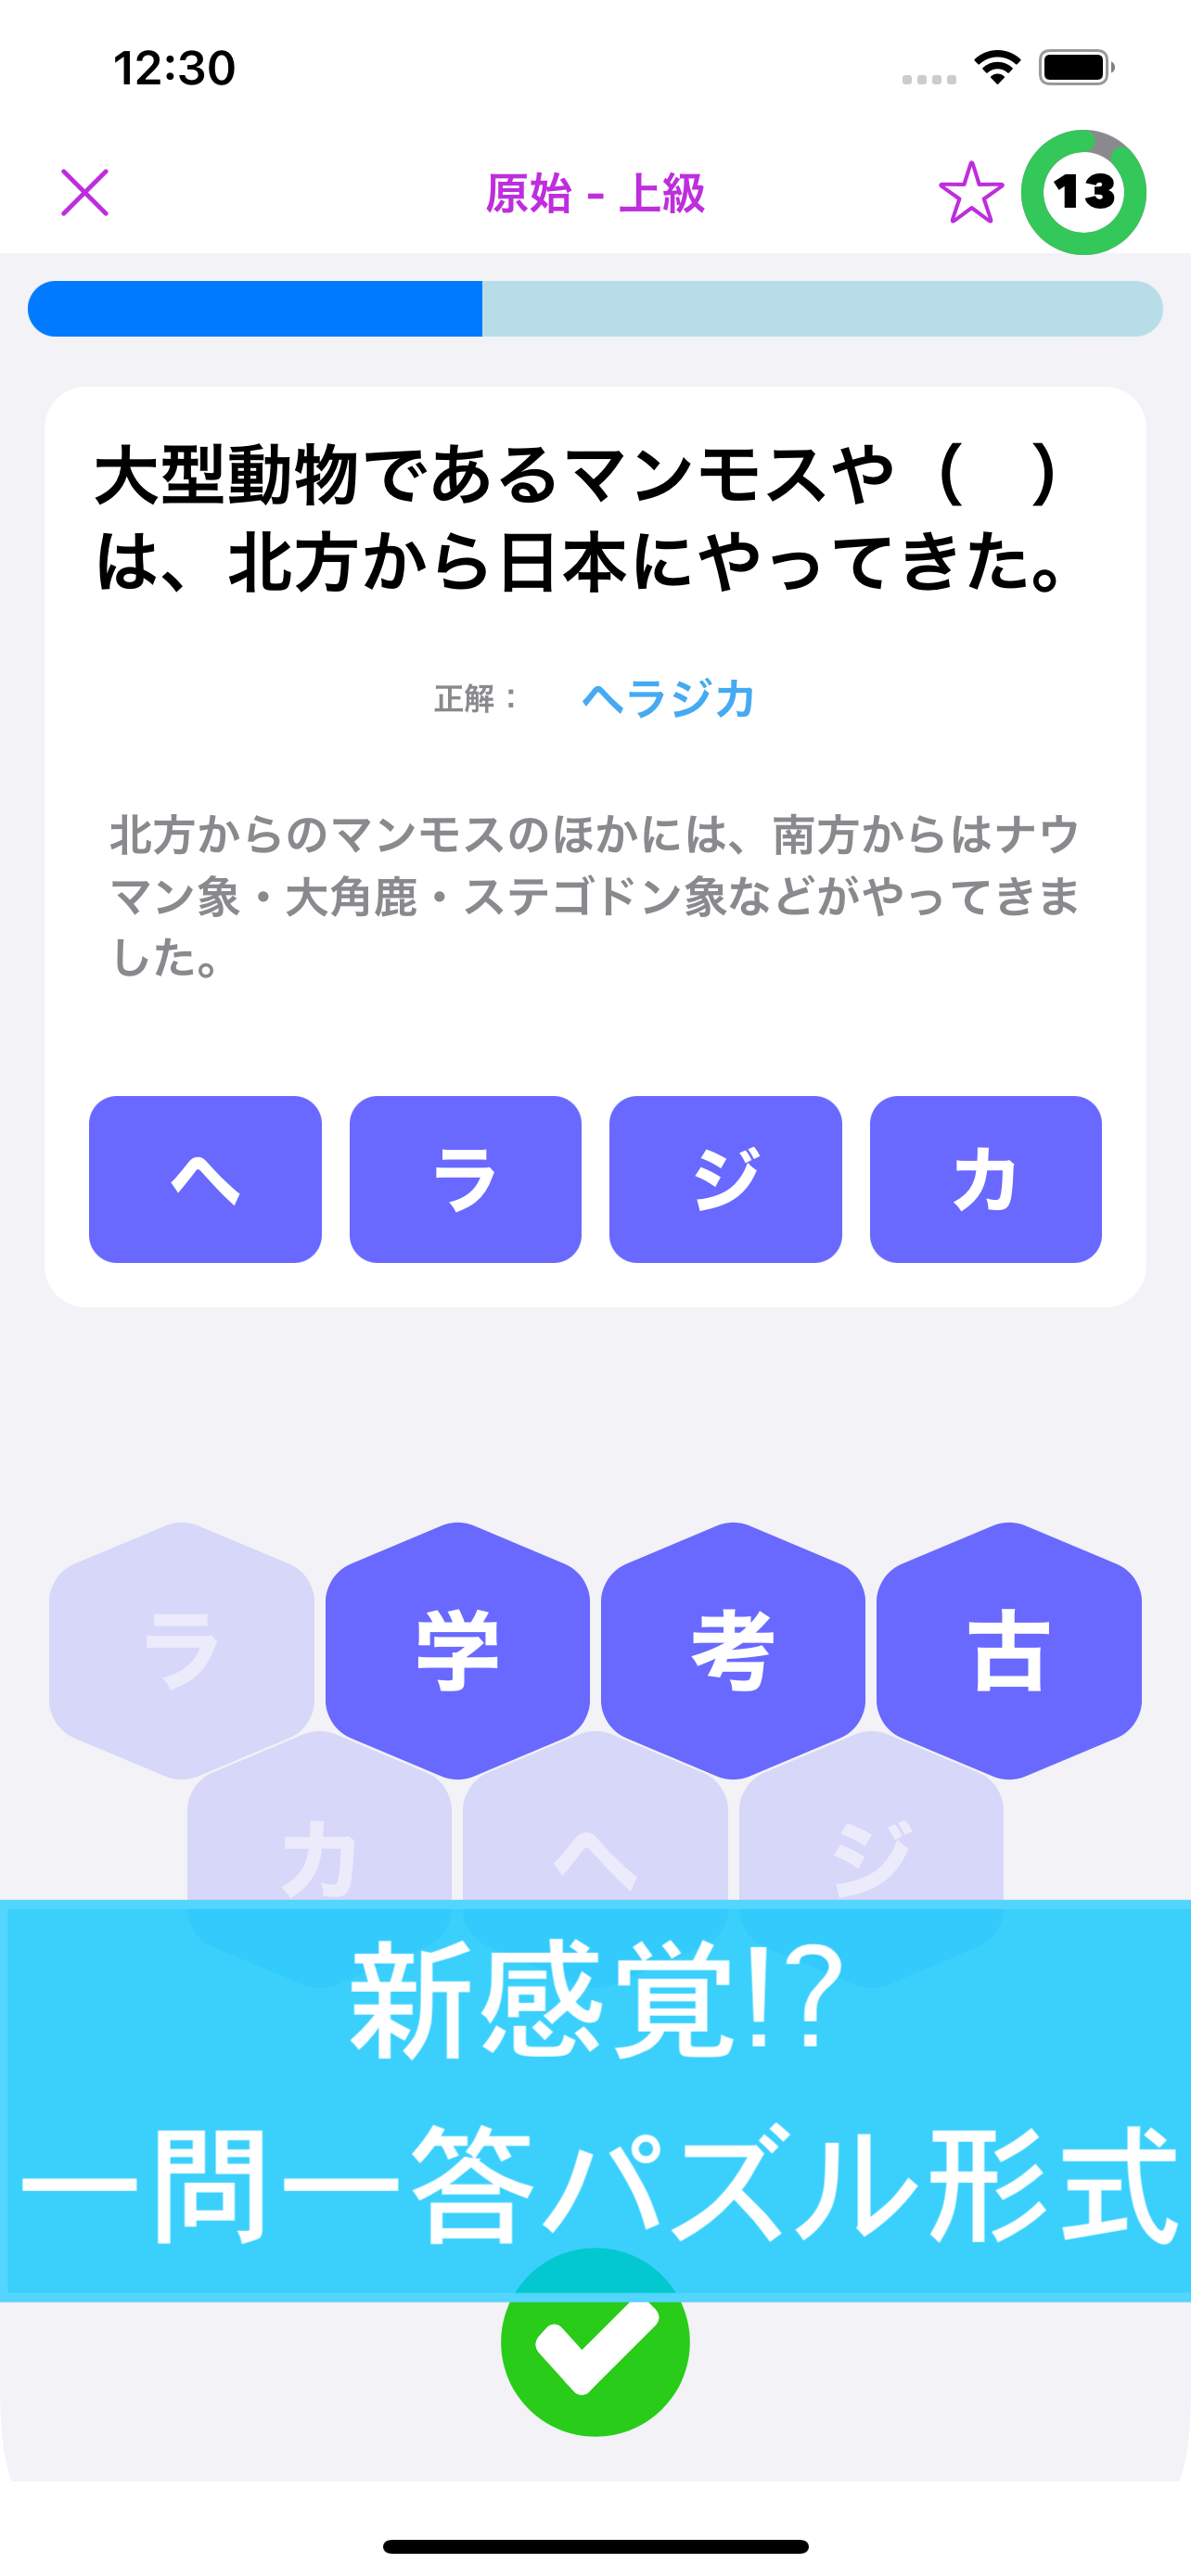 12:30
原始 - 上級
13
大型動物であるマンモスや（　）
は、北方から日本にやってきた。
正解： ヘラジカ
北方からのマンモスのほかには、南方からはナウ
マン象・大角鹿・ステゴドン象などがやってきま
した。
ヘ ラ ジ カ
ラ 学 考 古
カ ヘ ジ
新感覚!?
一問一答パズル形式